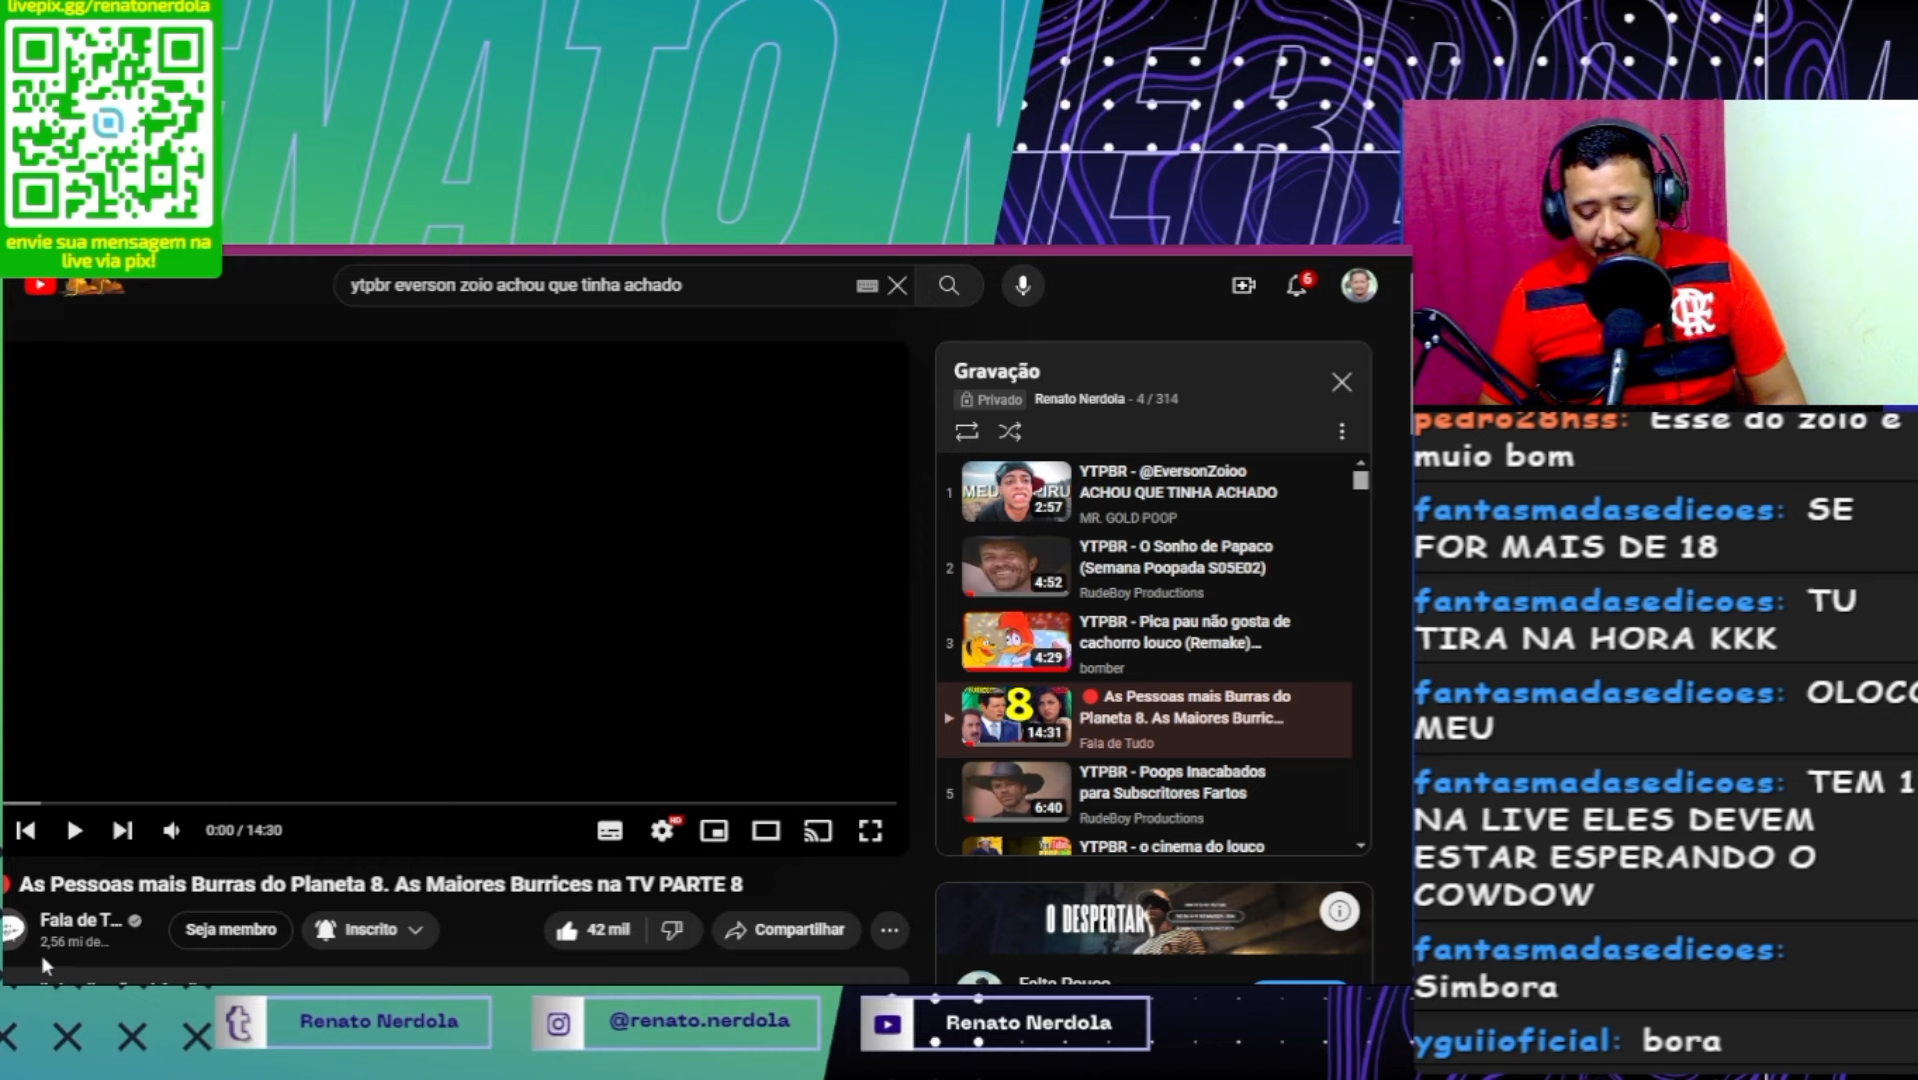 livepix.gg/renatonerdola
envie sua mensagem na
live via pix!
NATO NERDOLA
ytpbr everson zoio achou que tinha achado
6
Gravação
Privado Renato Nerdola - 4 / 314
1
MEU PIRU
2:57
YTPBR - @EversonZoioo
ACHOU QUE TINHA ACHADO
MR. GOLD POOP
2
4:52
YTPBR - O Sonho de Papaco
(Semana Poopada S05E02)
RudeBoy Productions
3
4:29
YTPBR - Pica pau não gosta de
cachorro louco (Remake)...
bomber
8
14:31
As Pessoas mais Burras do
Planeta 8. As Maiores Burric...
Fala de Tudo
5
6:40
YTPBR - Poops Inacabados
para Subscritores Fartos
RudeBoy Productions
YTPBR - o cinema do louco
0:00 / 14:30
HD
As Pessoas mais Burras do Planeta 8. As Maiores Burrices na TV PARTE 8
Fala de T...
2,56 mi de...
Seja membro
Inscrito
42 mil
Compartilhar
O DESPERTAR
pedro28hss: Esse do zoio e
muio bom
fantasmadasedicoes: SE
FOR MAIS DE 18
fantasmadasedicoes: TU
TIRA NA HORA KKK
fantasmadasedicoes: OLOCO
MEU
fantasmadasedicoes: TEM 1
NA LIVE ELES DEVEM
ESTAR ESPERANDO O
COWDOW
fantasmadasedicoes:
Simbora
yguiioficial: bora
Renato Nerdola
@renato.nerdola
Renato Nerdola